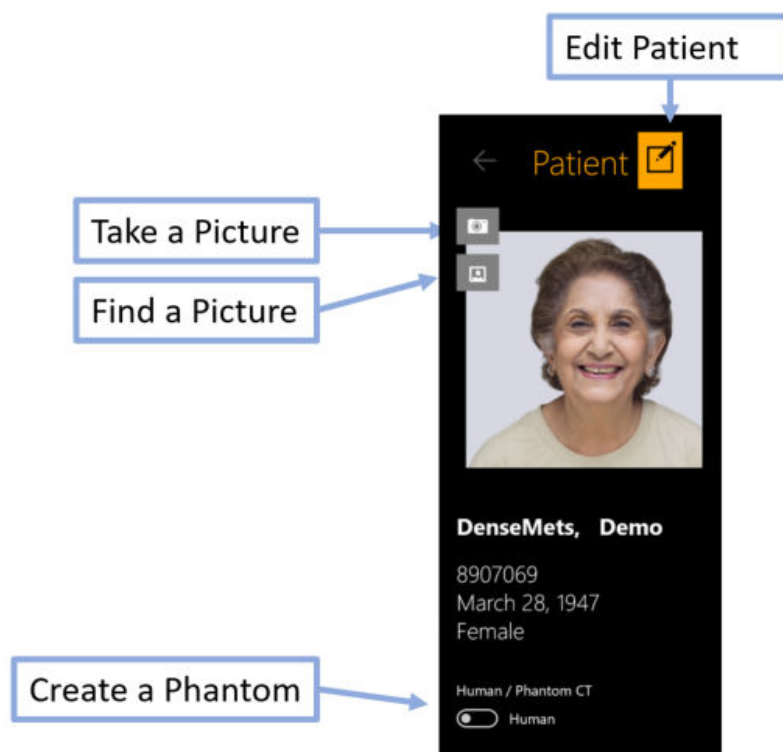 Edit Patient
Patient
Take a Picture
Find a Picture
DenseMets, Demo
8907069
March 28, 1947
Female
Create a Phantom
Human / Phantom CT
Human